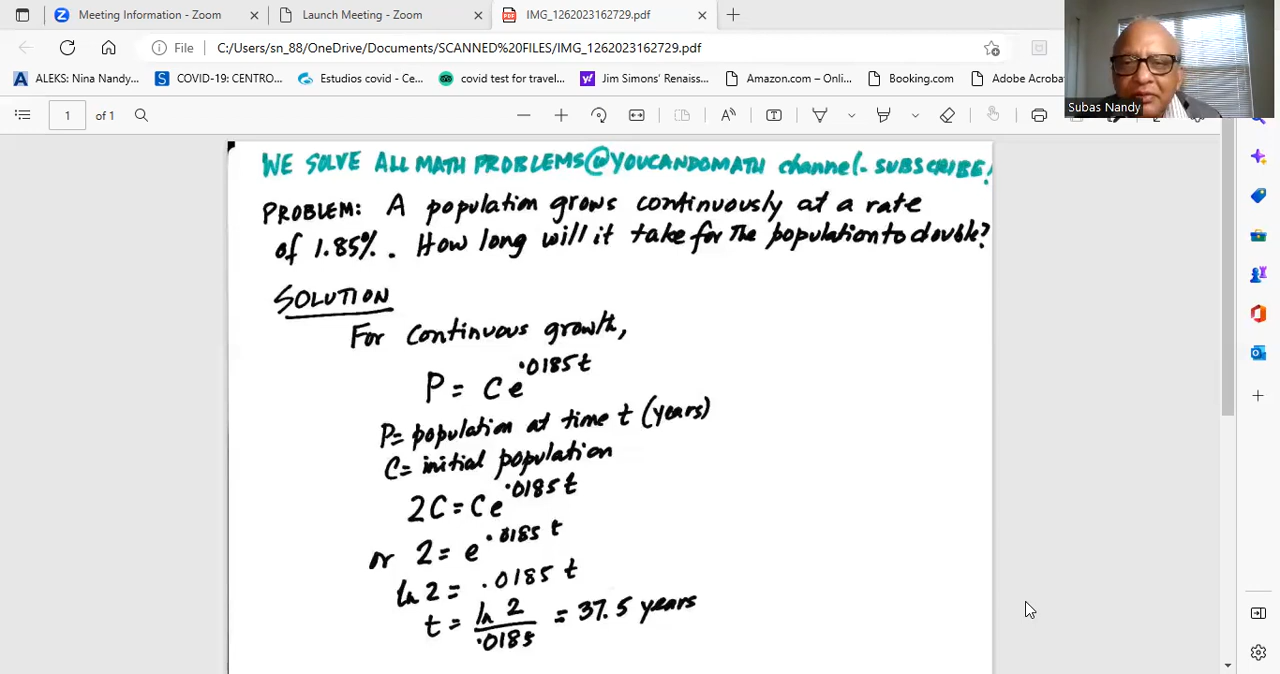 Meeting Information - Zoom
Launch Meeting - Zoom
IMG_1262023162729.pdf
File
C:/Users/sn_88/OneDrive/Documents/SCANNED%20FILES/IMG_1262023162729.pdf
ALEKS: Nina Nandy...
COVID-19: CENTRO...
Estudios covid - Ce...
covid test for travel...
Jim Simons' Renaiss...
Amazon.com – Onli...
Booking.com
Adobe Acroba
Subas Nandy
1 of 1
WE SOLVE ALL MATH PROBLEMS@YOUCANDOMATH channel. SUBSCRIBE!
PROBLEM: A population grows continuously at a rate
of 1.85%. How long will it take for the population to double?
SOLUTION
For continuous growth,
P = Ce^.0185t
P= population at time t (years)
C= initial population
2C = Ce^.0185t
or 2 = e^.0185 t
ln 2 = .0185 t
t = ln 2 / .0185 = 37.5 years